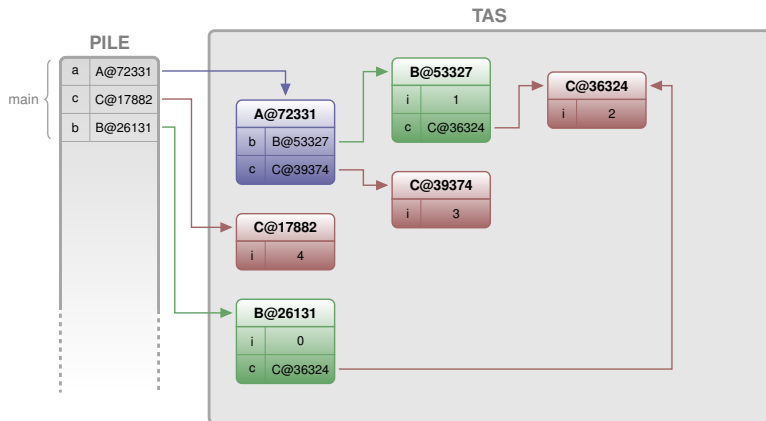 TAS
PILE
main
a A@72331
c C@17882
b B@26131
A@72331
b B@53327
c C@39374
B@53327
i 1
c C@36324
C@36324
i 2
C@39374
i 3
C@17882
i 4
B@26131
i 0
c C@36324